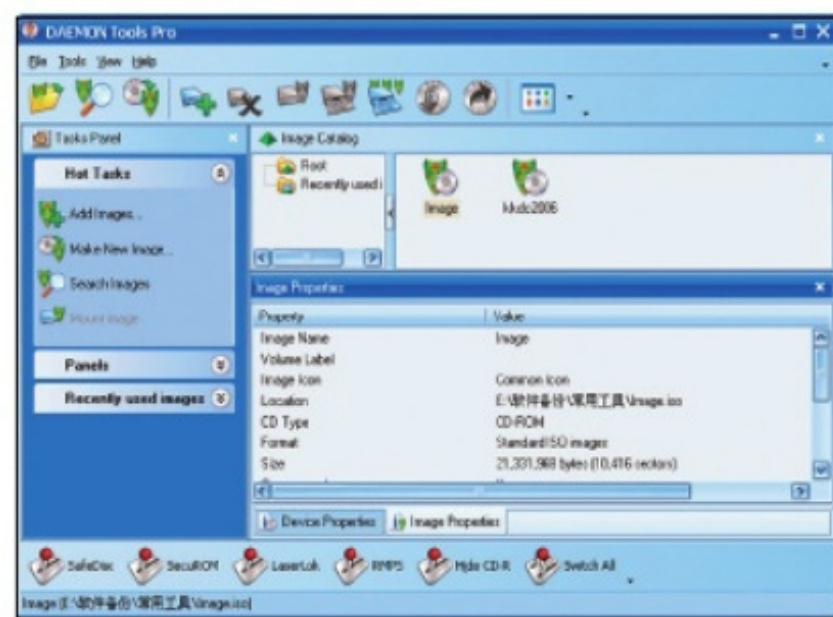 DAEMON Tools Pro
File Tools View Help
Tasks Panel
Image Catalog
Hot Tasks
Add Images...
Make New Image...
Search Images
Mount Image
Panels
Recently used images
Root
Recently used i
Image
kkdc2006
Image Properties
Property Value
Image Name Image
Volume Label
Image Icon Common Icon
Location E:\软件备份\常用工具\Image.iso
CD Type CD-ROM
Format Standard ISO images
Size 21,331,968 bytes (10,416 sectors)
Device Properties Image Properties
SafeDisc SecuROM LaserLok RMPS Hide CD-R Switch All
Image [E:\软件备份\常用工具\Image.iso]